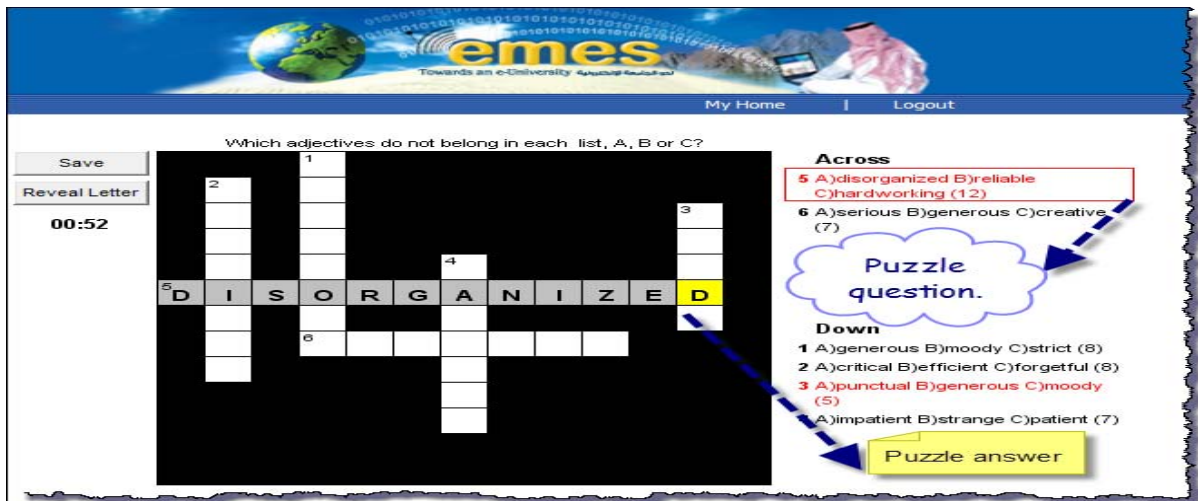 emes
Towards an e-University نحو الجامعة الإلكترونية
My Home | Logout
Which adjectives do not belong in each list, A, B or C?
Save
Reveal Letter
00:52
1
2
3
4
5 D I S O R G A N I Z E D
6
Across
5 A)disorganized B)reliable
C)hardworking (12)
6 A)serious B)generous C)creative
(7)
Puzzle
question.
Down
1 A)generous B)moody C)strict (8)
2 A)critical B)efficient C)forgetful (8)
3 A)punctual B)generous C)moody
(5)
A)impatient B)strange C)patient (7)
Puzzle answer